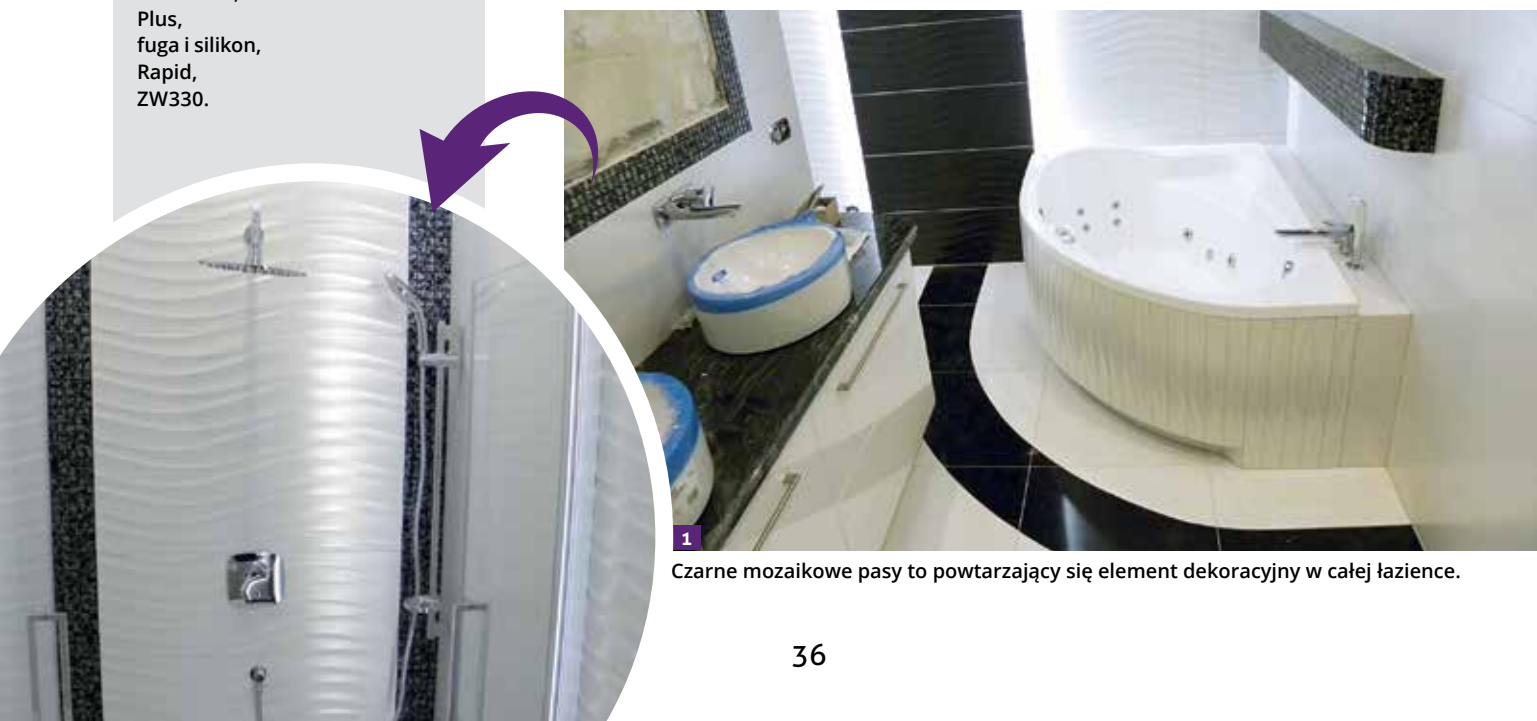 Plus,
fuga i silikon,
Rapid,
ZW330.
1
Czarne mozaikowe pasy to powtarzający się element dekoracyjny w całej łazience.
36